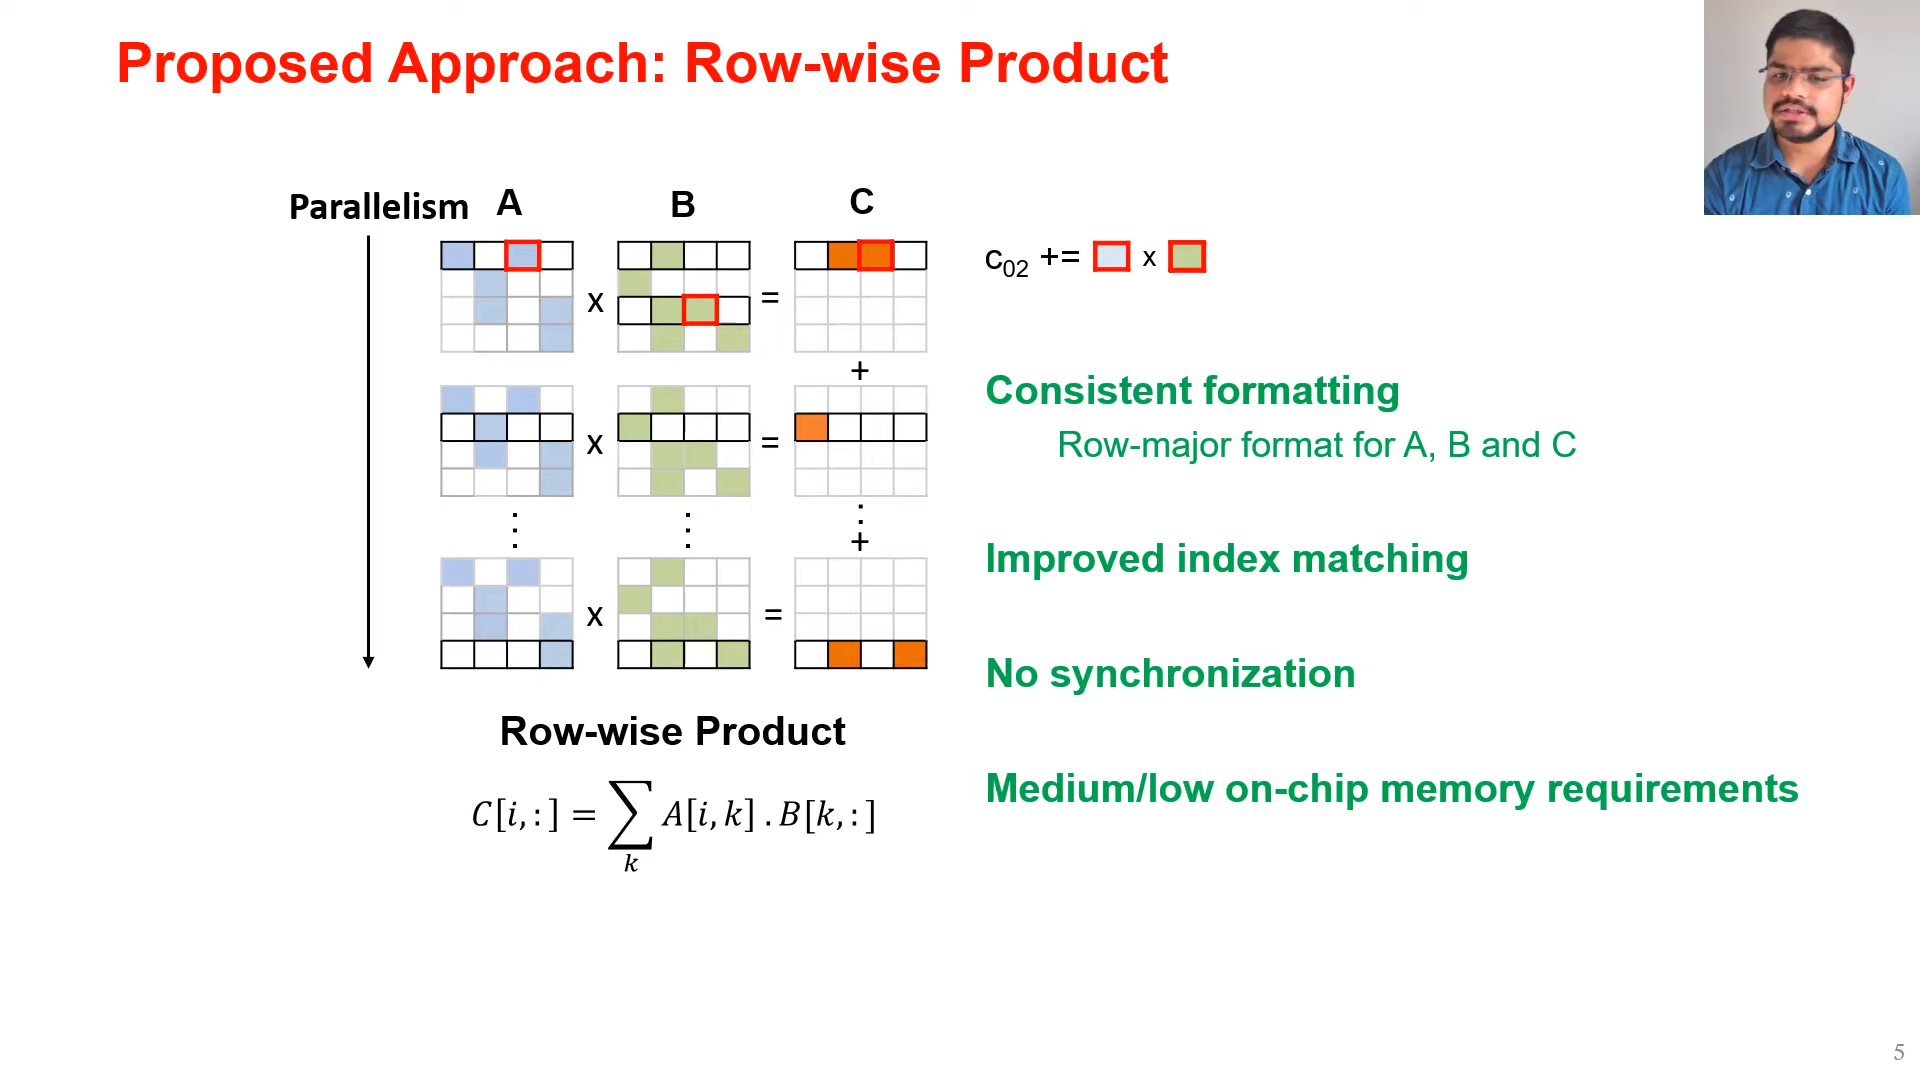 Proposed Approach: Row-wise Product
Parallelism A B C
x =
c02 += x
+
x =
⋮ ⋮ ⋮
+
x =
Row-wise Product
C[i,:] = ∑ A[i,k] . B[k,:]
k
Consistent formatting
Row-major format for A, B and C
Improved index matching
No synchronization
Medium/low on-chip memory requirements
5